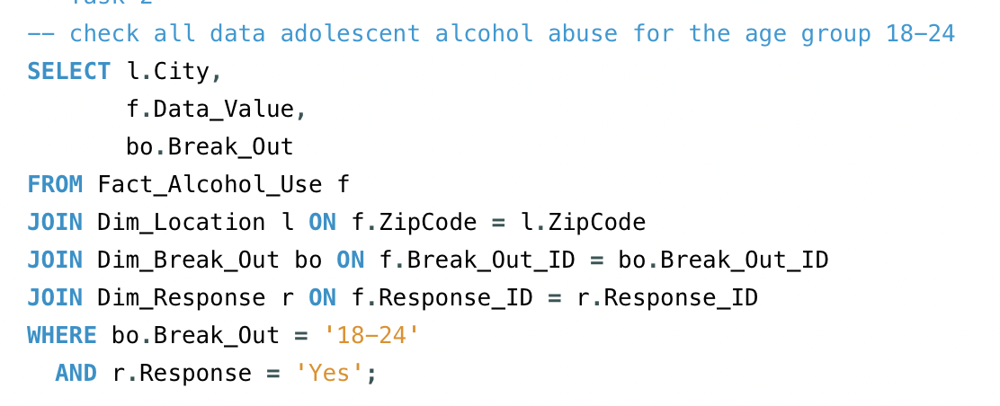 Task 2
-- check all data adolescent alcohol abuse for the age group 18-24
SELECT l.City,
       f.Data_Value,
       bo.Break_Out
FROM Fact_Alcohol_Use f
JOIN Dim_Location l ON f.ZipCode = l.ZipCode
JOIN Dim_Break_Out bo ON f.Break_Out_ID = bo.Break_Out_ID
JOIN Dim_Response r ON f.Response_ID = r.Response_ID
WHERE bo.Break_Out = '18-24'
  AND r.Response = 'Yes';